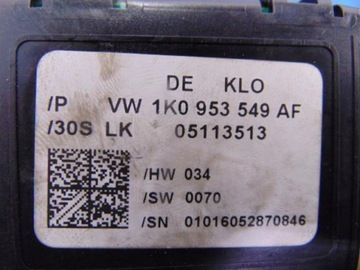 DE KLO
/P VW 1K0 953 549 AF
/30S LK 05113513
/HW 034
/SW 0070
/SN 01016052870846